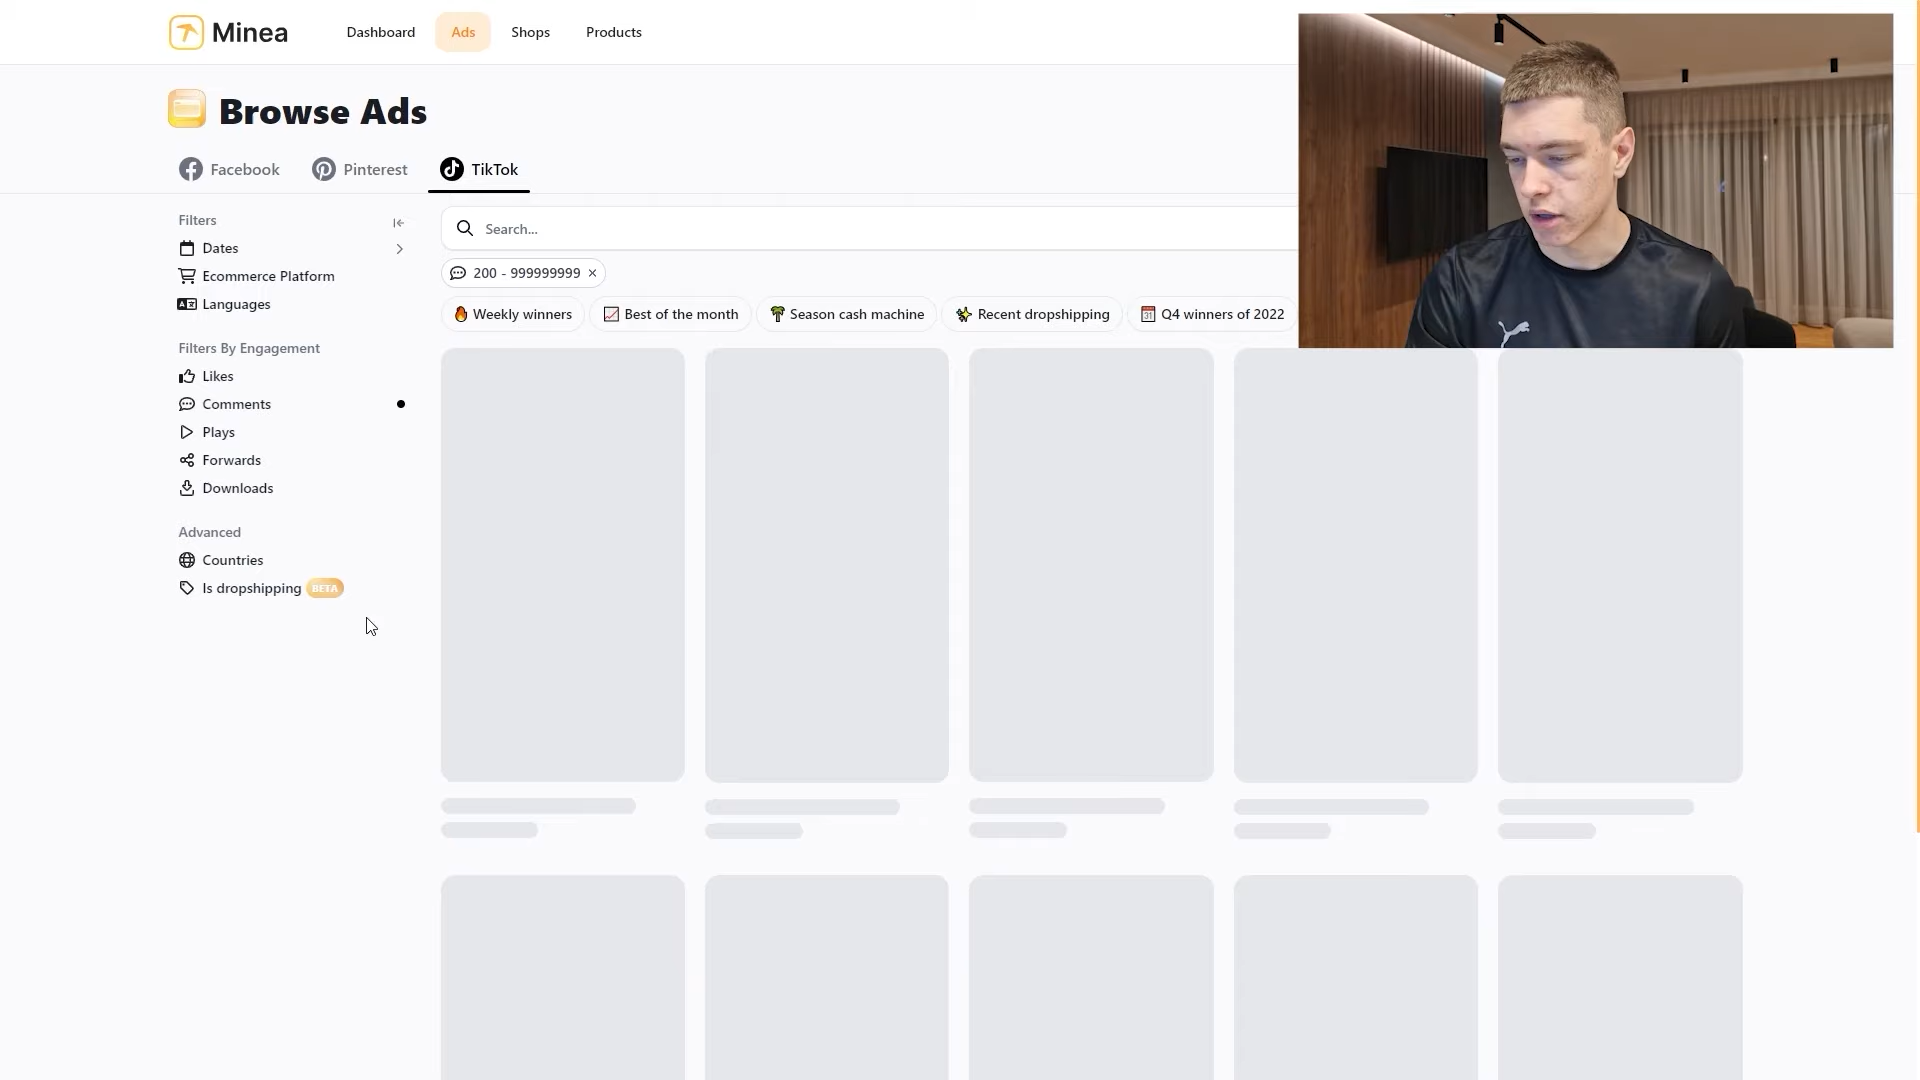 Minea
Dashboard
Ads
Shops
Products
Browse Ads
Facebook
Pinterest
TikTok
Filters
Dates
Ecommerce Platform
Languages
Filters By Engagement
Likes
Comments
Plays
Forwards
Downloads
Advanced
Countries
Is dropshipping BETA
Search...
200 - 999999999
Weekly winners
Best of the month
Season cash machine
Recent dropshipping
Q4 winners of 2022